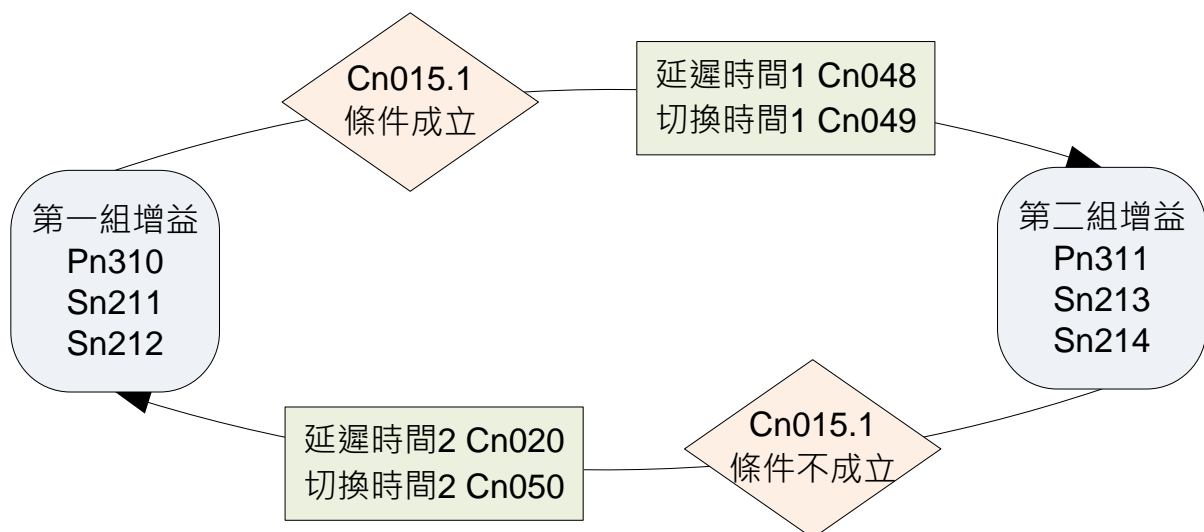 Cn015.1
條件成立
延遲時間1 Cn048
切換時間1 Cn049
第一組增益
Pn310
Sn211
Sn212
第二組增益
Pn311
Sn213
Sn214
Cn015.1
條件不成立
延遲時間2 Cn020
切換時間2 Cn050